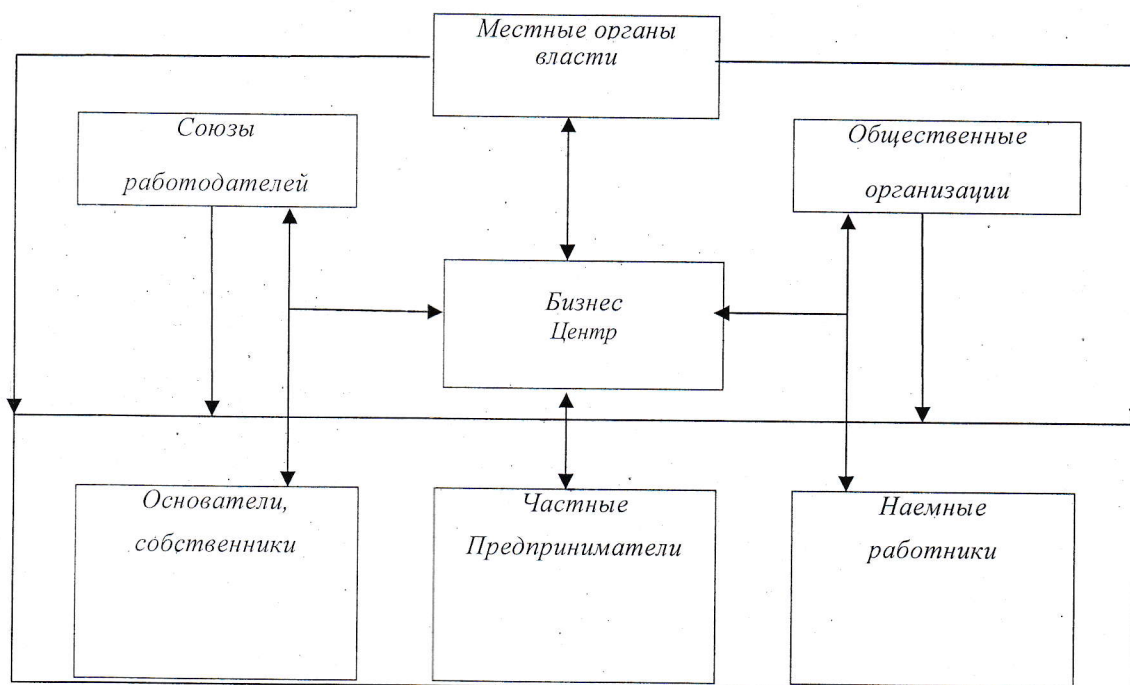 Местные органы
власти
Союзы
работодателей
Общественные
организации
Бизнес
Центр
Основатели,
собственники
Частные
Предприниматели
Наемные
работники